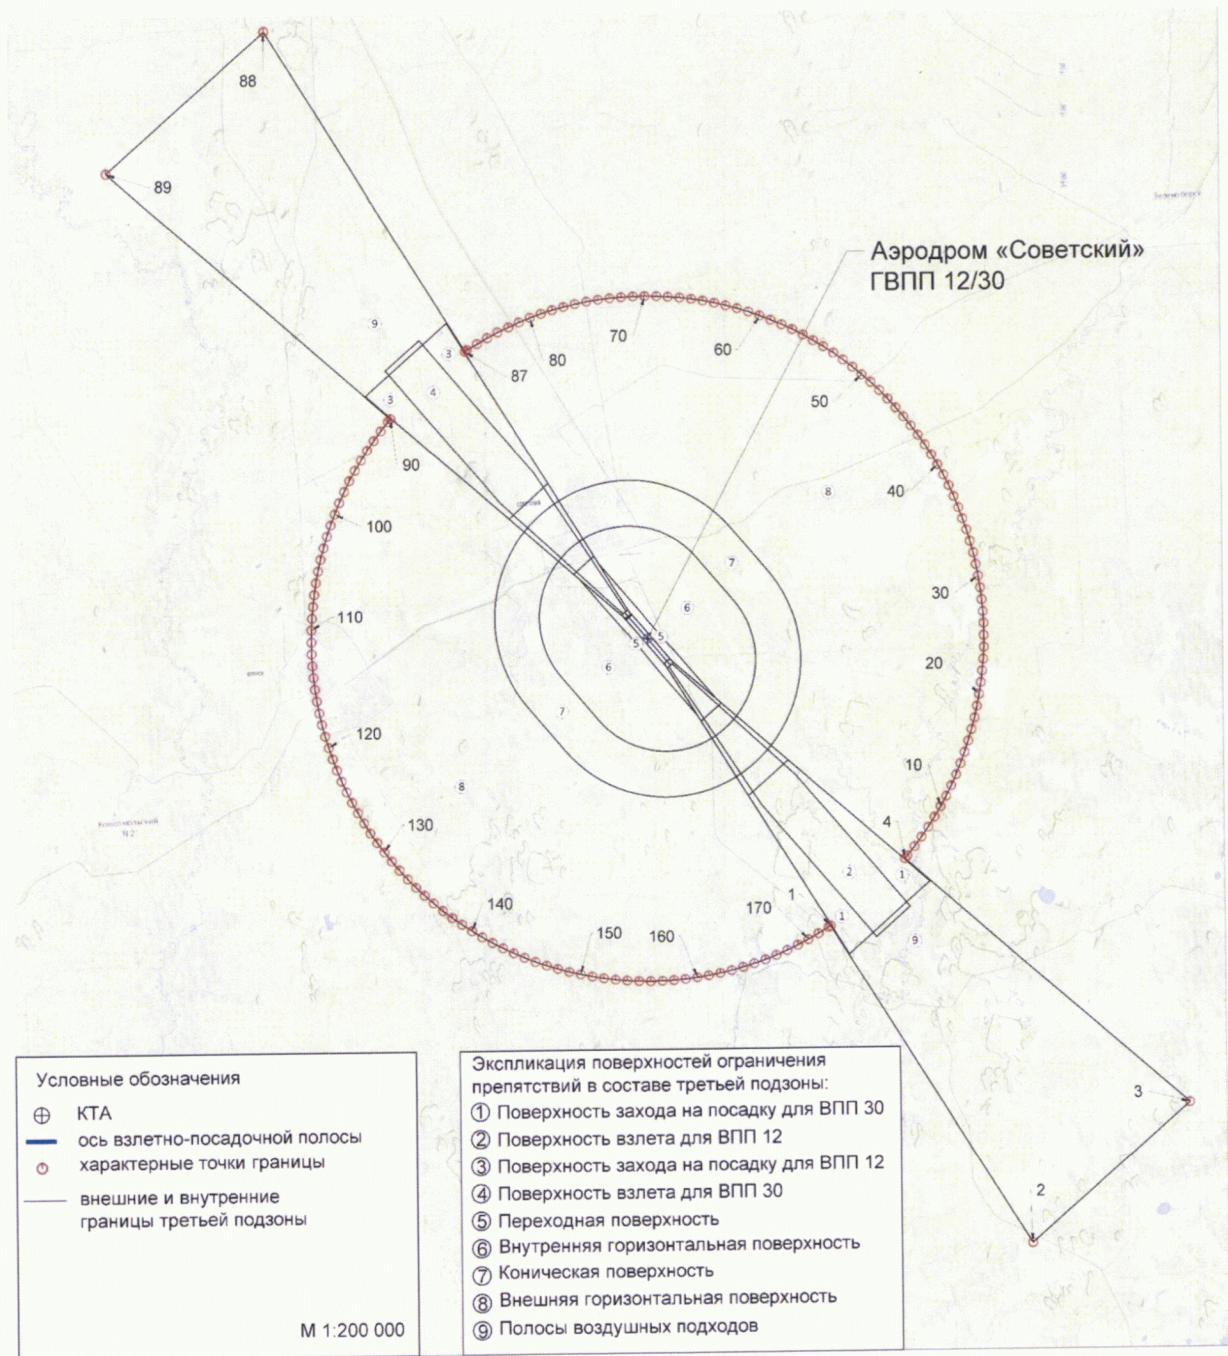 88
89
Аэродром «Советский»
ГВПП 12/30
9
70
60
80
3
87
50
4
3
90
40
8
100
7
30
6
110
5
5
6
20
7
120
10
8
130
4
2
1
140
1
170
1
150
160
9
3
2
Условные обозначения
КТА
ось взлетно-посадочной полосы
характерные точки границы
внешние и внутренние
границы третьей подзоны
М 1:200 000
Экспликация поверхностей ограничения
препятствий в составе третьей подзоны:
① Поверхность захода на посадку для ВПП 30
② Поверхность взлета для ВПП 12
③ Поверхность захода на посадку для ВПП 12
④ Поверхность взлета для ВПП 30
⑤ Переходная поверхность
⑥ Внутренняя горизонтальная поверхность
⑦ Коническая поверхность
⑧ Внешняя горизонтальная поверхность
⑨ Полосы воздушных подходов